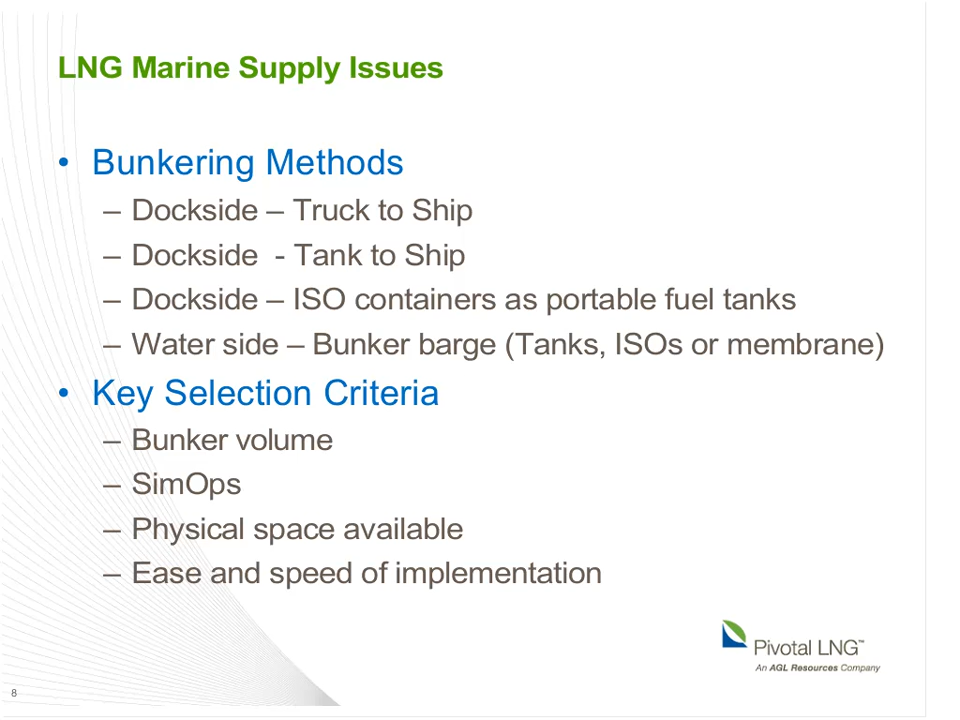 LNG Marine Supply Issues
• Bunkering Methods
– Dockside – Truck to Ship
– Dockside - Tank to Ship
– Dockside – ISO containers as portable fuel tanks
– Water side – Bunker barge (Tanks, ISOs or membrane)
• Key Selection Criteria
– Bunker volume
– SimOps
– Physical space available
– Ease and speed of implementation
Pivotal LNG™
An AGL Resources Company
8